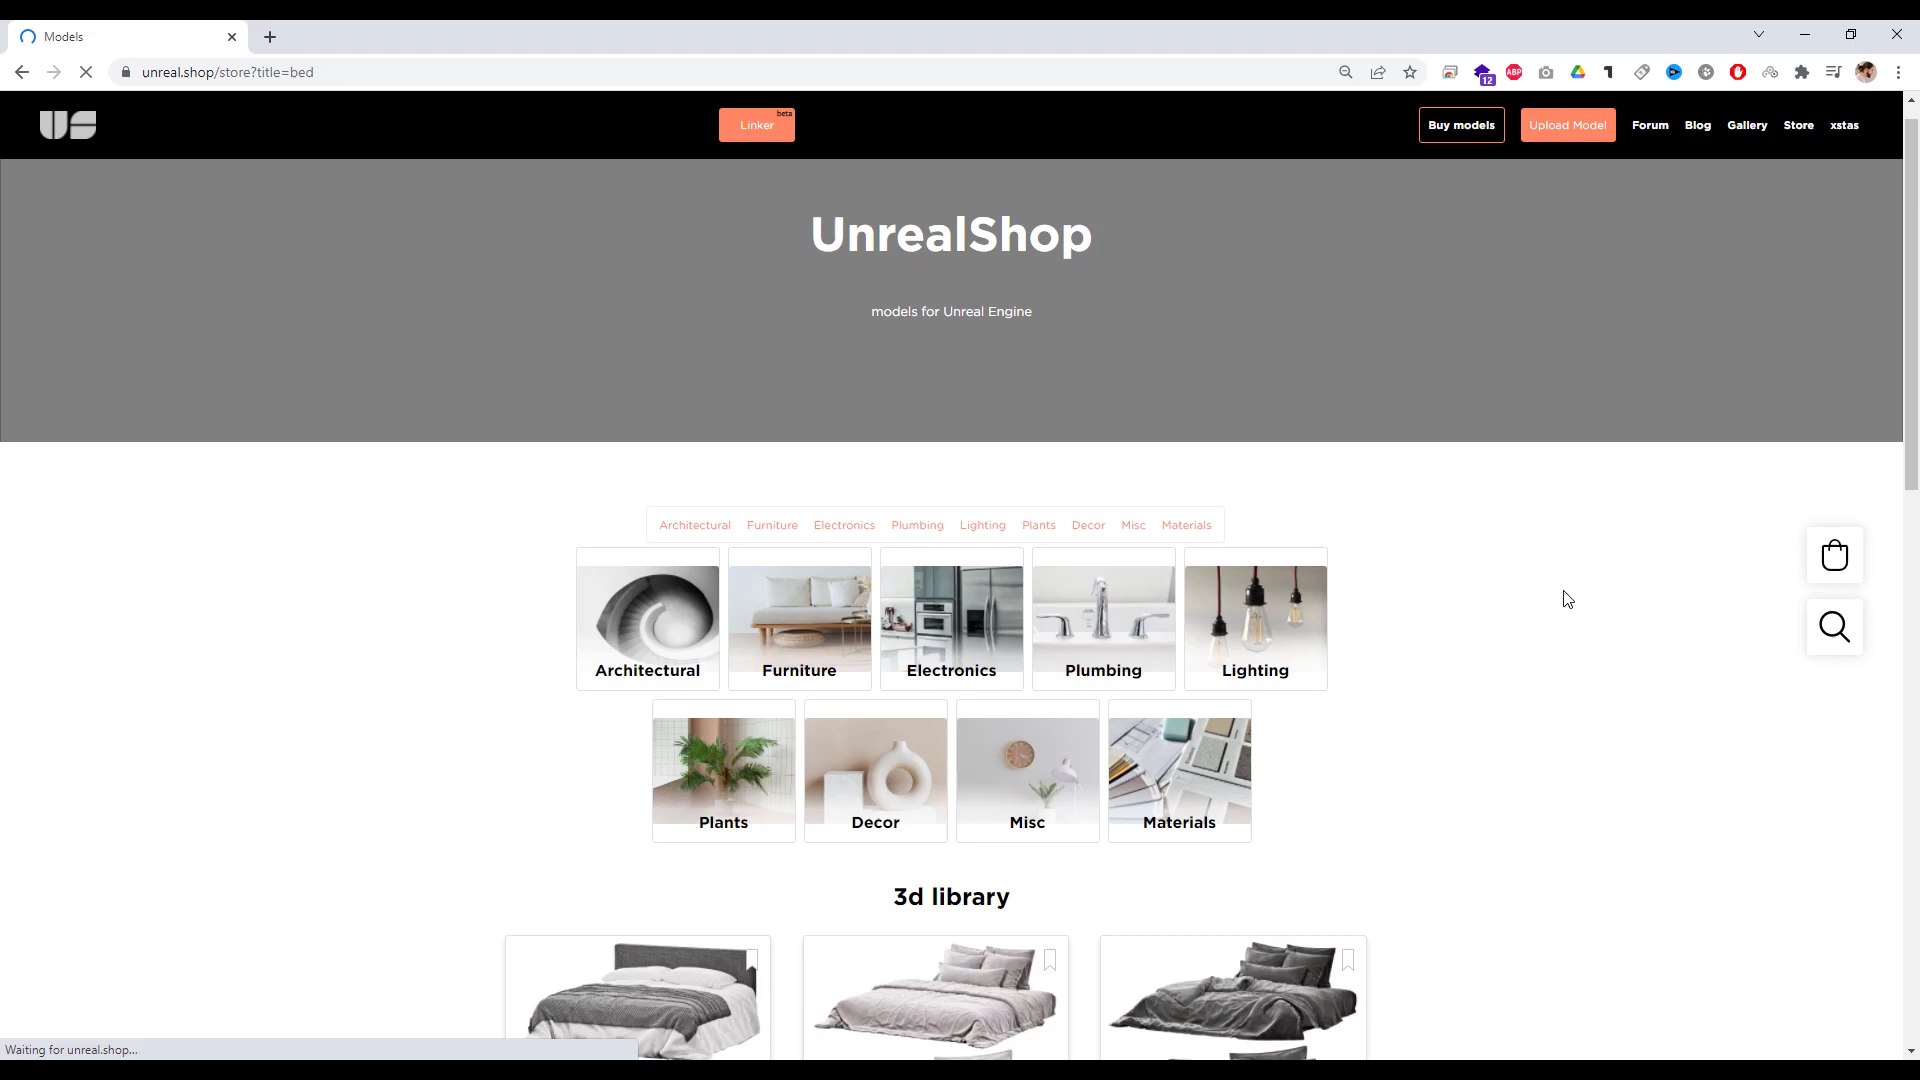 Models
unreal.shop/store?title=bed
12
ABP
US
Linker
beta
Buy models
Upload Model
Forum
Blog
Gallery
Store
xstas
UnrealShop
models for Unreal Engine
Architectural Furniture Electronics Plumbing Lighting Plants Decor Misc Materials
Architectural
Furniture
Electronics
Plumbing
Lighting
Plants
Decor
Misc
Materials
3d library
Waiting for unreal.shop...